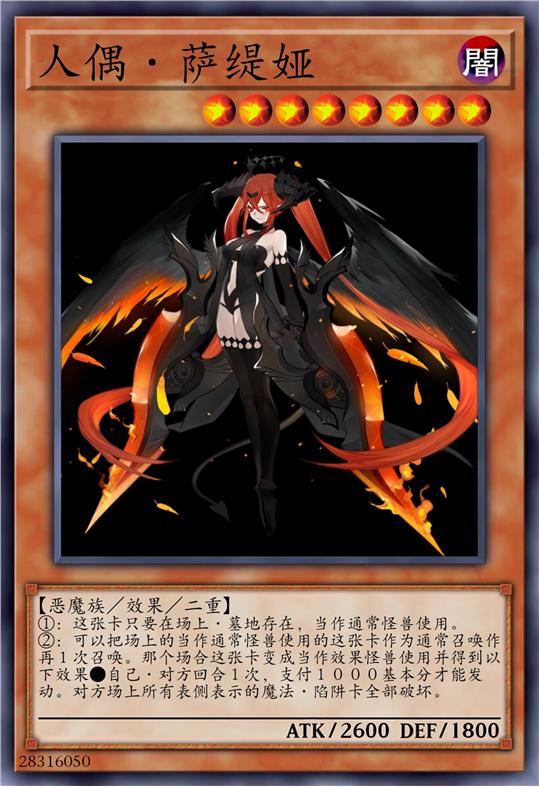 人偶·萨缇娅
闇
【恶魔族／效果／二重】
①：这张卡只要在场上·墓地存在，当作通常怪兽使用。
②：可以把场上的当作通常怪兽使用的这张卡作为通常召唤作
再1次召唤。那个场合这张卡变成当作效果怪兽使用并得到以
下效果●自己·对方回合1次，支付1000基本分才能发
动。对方场上所有表侧表示的魔法·陷阱卡全部破坏。
ATK/2600 DEF/1800
28316050